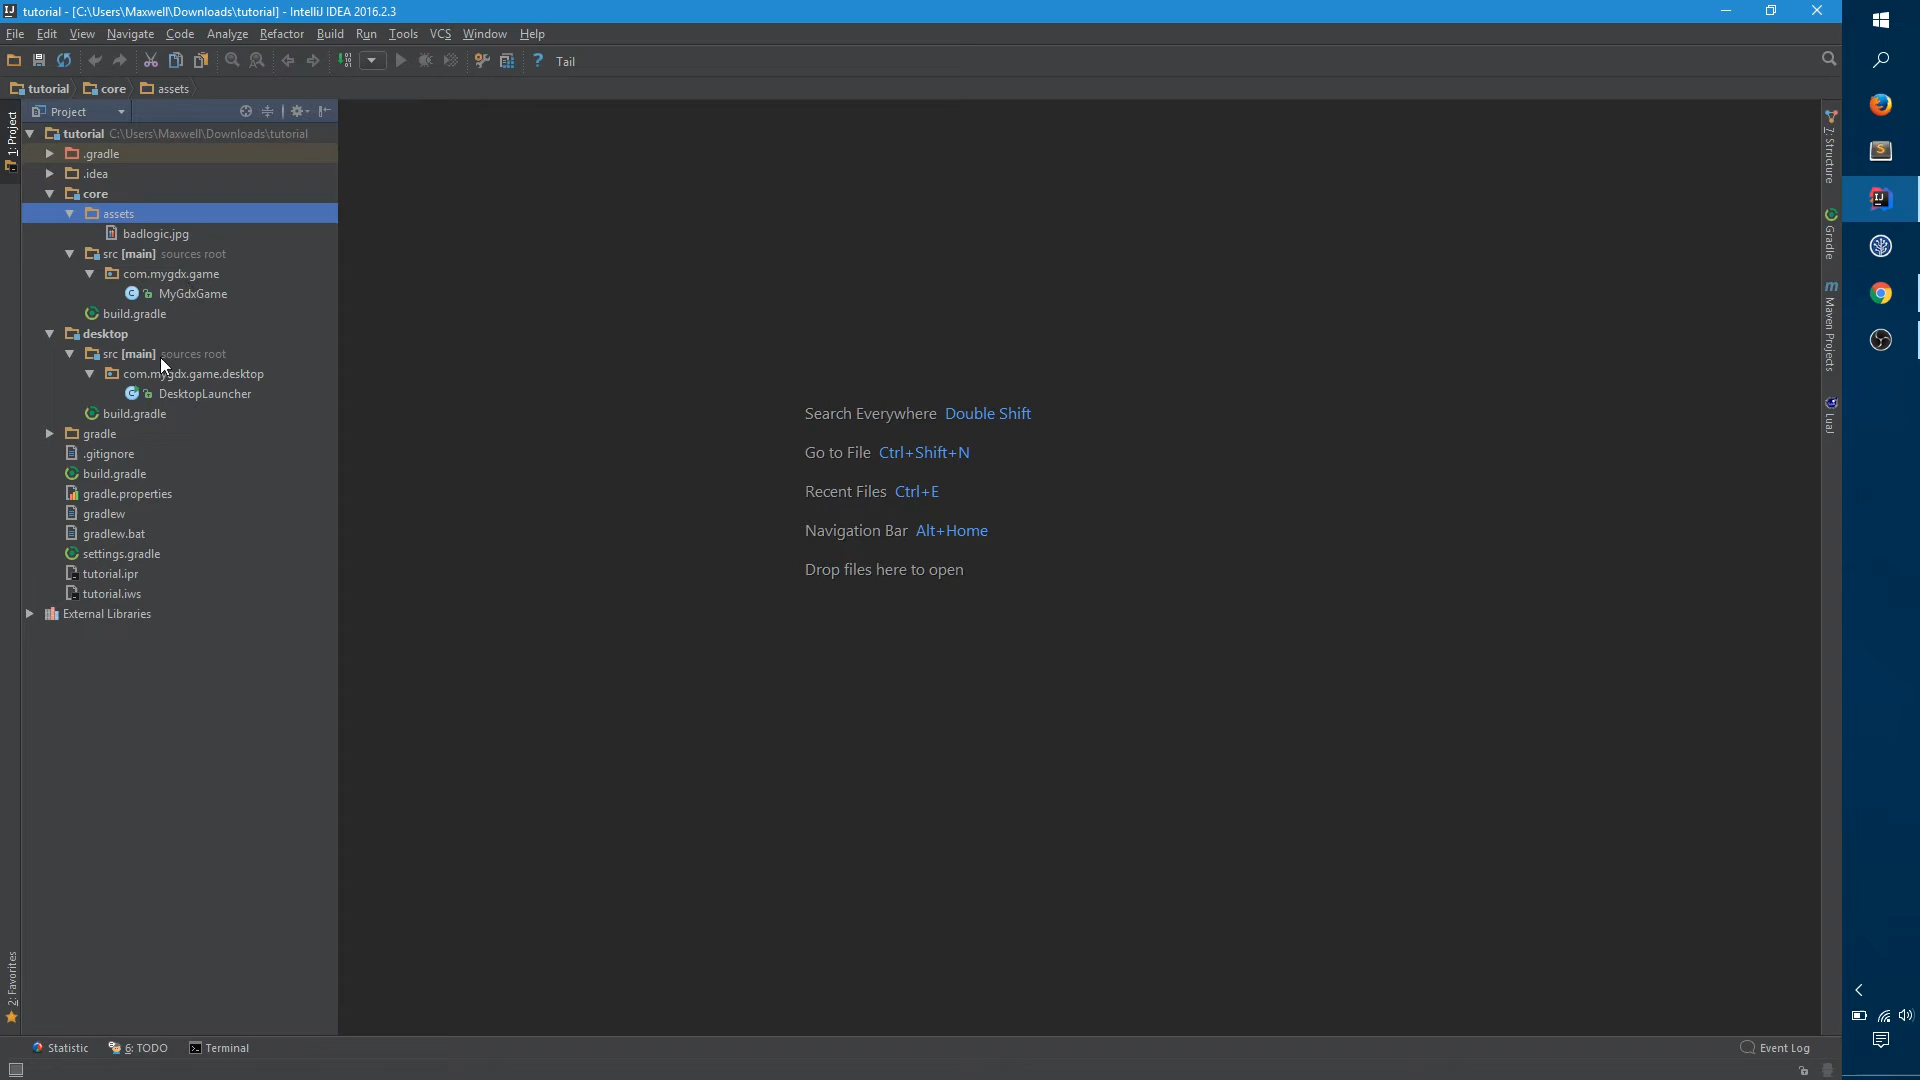 tutorial - [C:\Users\Maxwell\Downloads\tutorial] - IntelliJ IDEA 2016.2.3
File Edit View Navigate Code Analyze Refactor Build Run Tools VCS Window Help
? Tail
tutorial core assets
Project
1: Project
tutorial C:\Users\Maxwell\Downloads\tutorial
.gradle
.idea
core
assets
badlogic.jpg
src [main] sources root
com.mygdx.game
MyGdxGame
build.gradle
desktop
src [main] sources root
com.mygdx.game.desktop
DesktopLauncher
build.gradle
gradle
.gitignore
build.gradle
gradle.properties
gradlew
gradlew.bat
settings.gradle
tutorial.ipr
tutorial.iws
External Libraries
Search Everywhere Double Shift
Go to File Ctrl+Shift+N
Recent Files Ctrl+E
Navigation Bar Alt+Home
Drop files here to open
7: Structure
Gradle
Maven Projects
LuaJ
2: Favorites
Statistic 6: TODO Terminal
Event Log